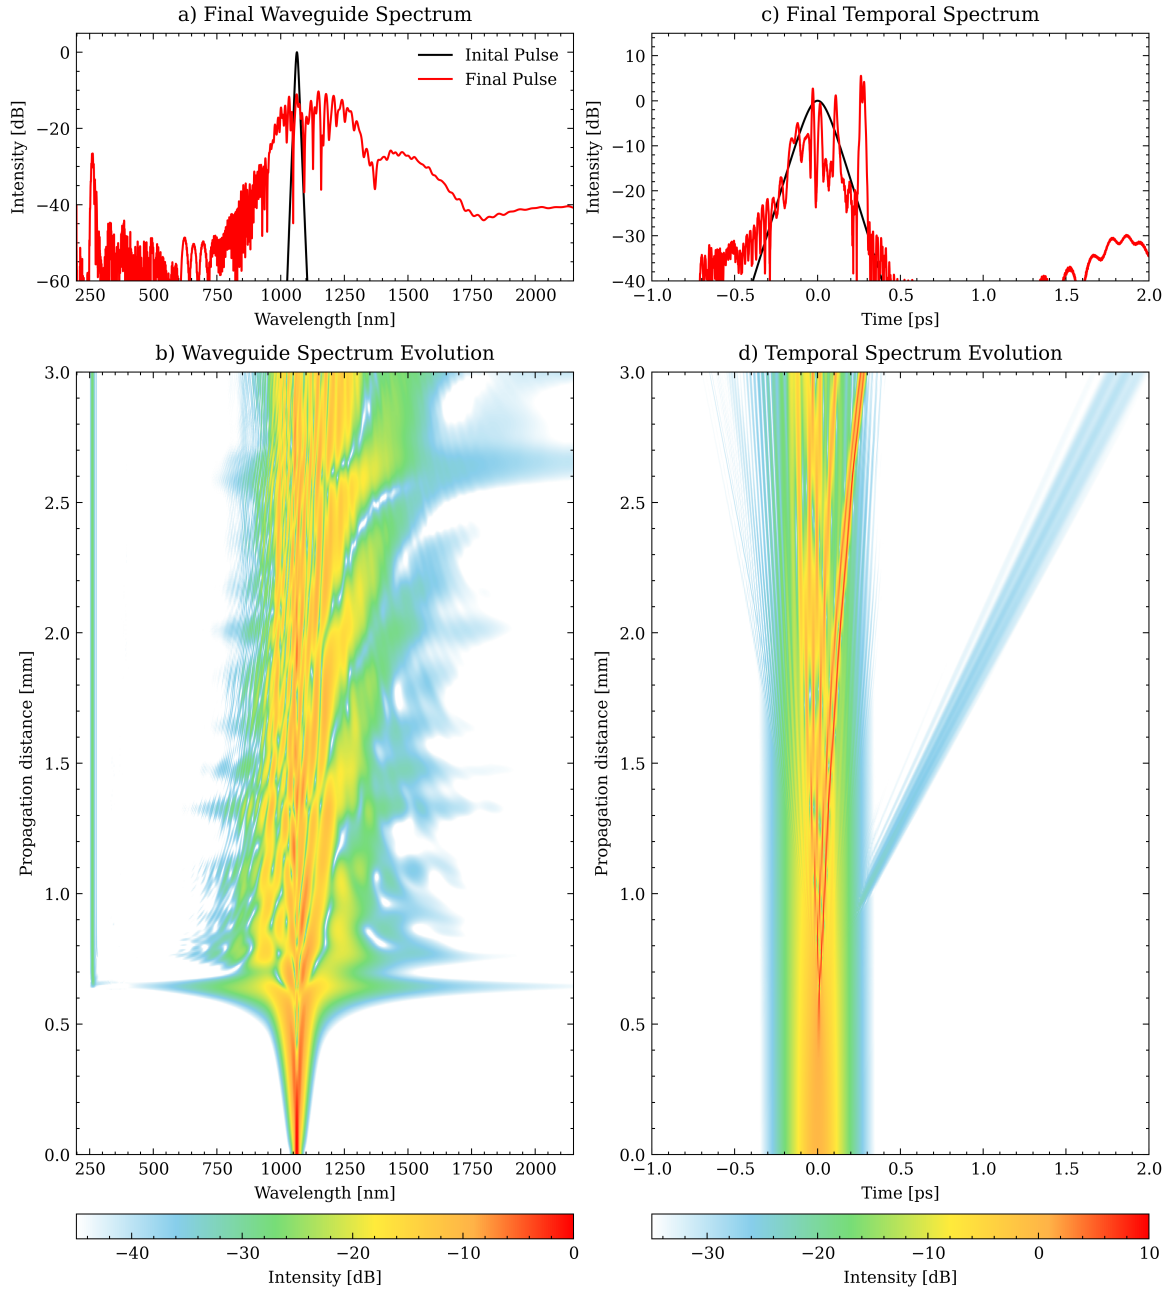 a) Final Waveguide Spectrum
Intensity [dB]
0
−20
−40
−60
Inital Pulse
Final Pulse
250 500 750 1000 1250 1500 1750 2000
Wavelength [nm]
c) Final Temporal Spectrum
Intensity [dB]
10
0
−10
−20
−30
−40
−1.0 −0.5 0.0 0.5 1.0 1.5 2.0
Time [ps]
b) Waveguide Spectrum Evolution
Propagation distance [mm]
3.0
2.5
2.0
1.5
1.0
0.5
0.0
250 500 750 1000 1250 1500 1750 2000
Wavelength [nm]
−40 −30 −20 −10 0
Intensity [dB]
d) Temporal Spectrum Evolution
Propagation distance [mm]
3.0
2.5
2.0
1.5
1.0
0.5
0.0
−1.0 −0.5 0.0 0.5 1.0 1.5 2.0
Time [ps]
−30 −20 −10 0 10
Intensity [dB]